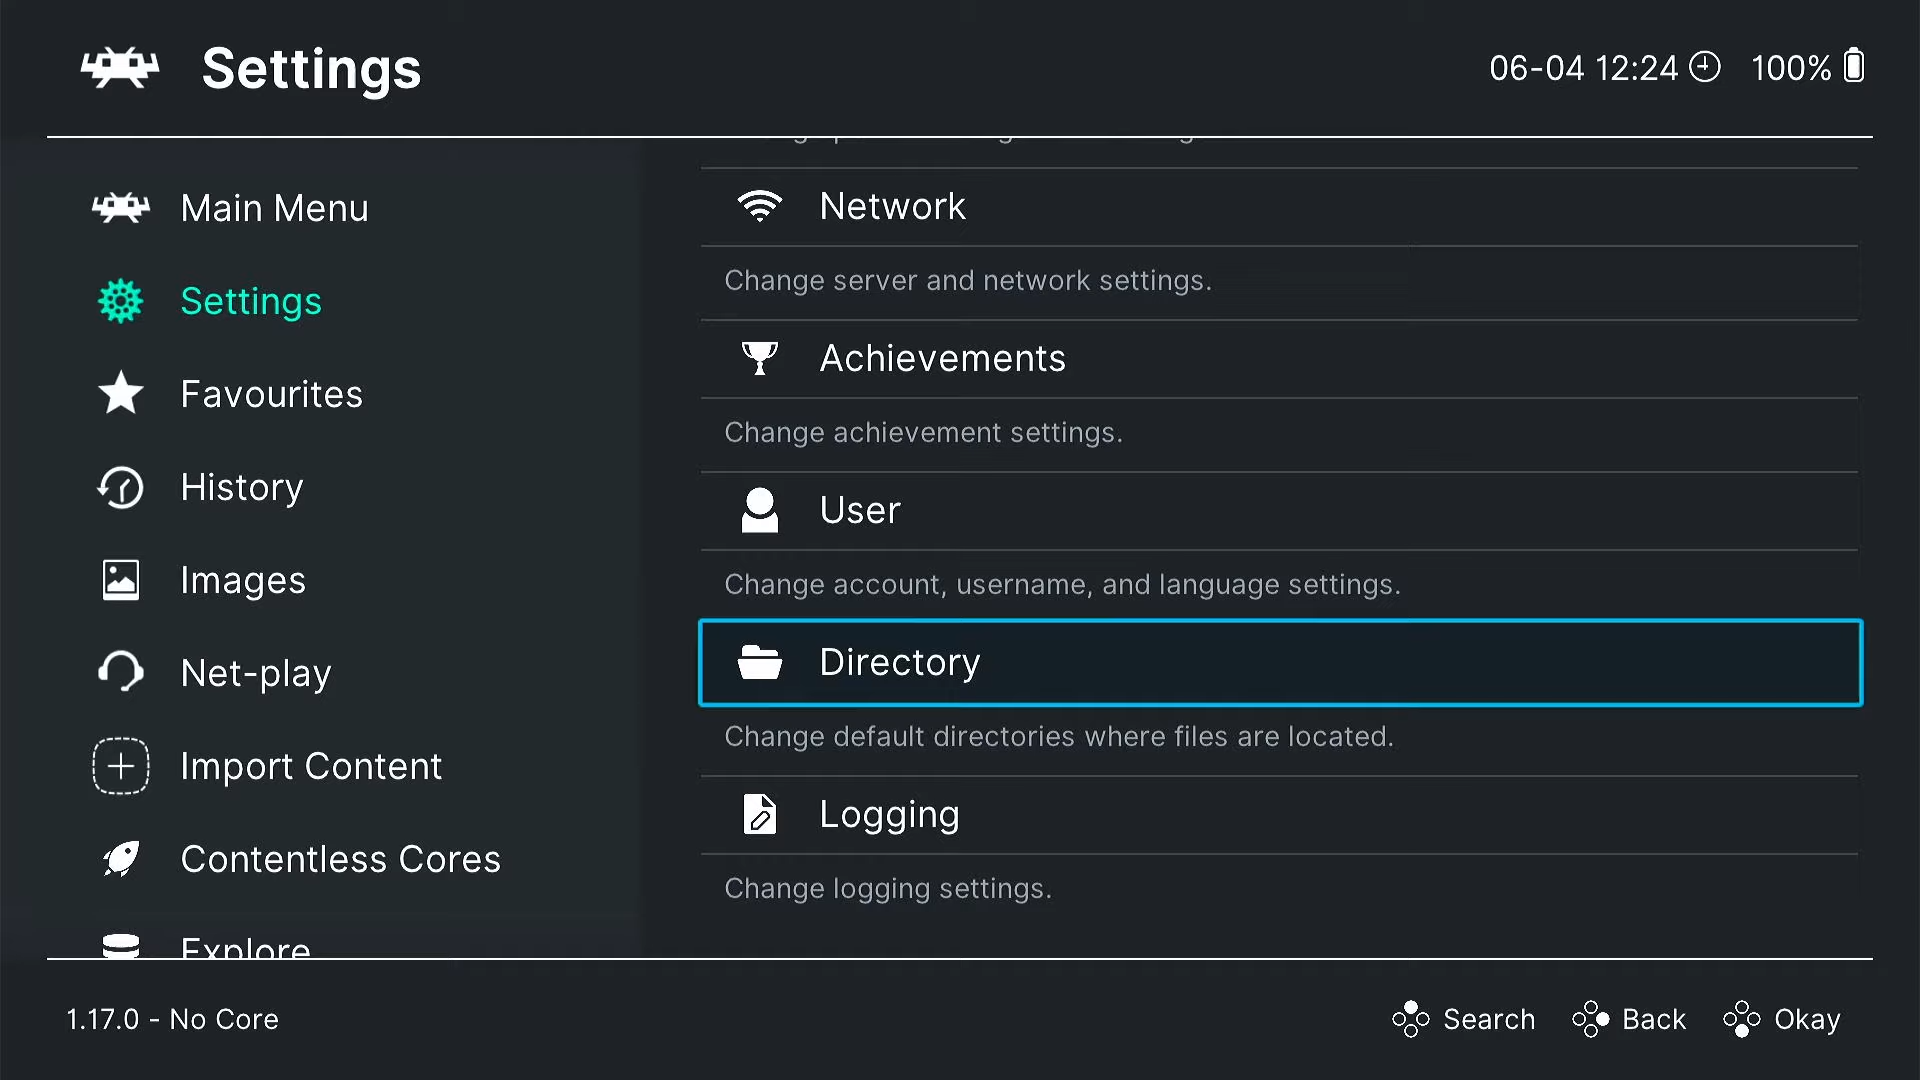 Settings
06-04 12:24
100%
Main Menu
Settings
Favourites
History
Images
Net-play
Import Content
Contentless Cores
Explore
Network
Change server and network settings.
Achievements
Change achievement settings.
User
Change account, username, and language settings.
Directory
Change default directories where files are located.
Logging
Change logging settings.
1.17.0 - No Core
Search
Back
Okay